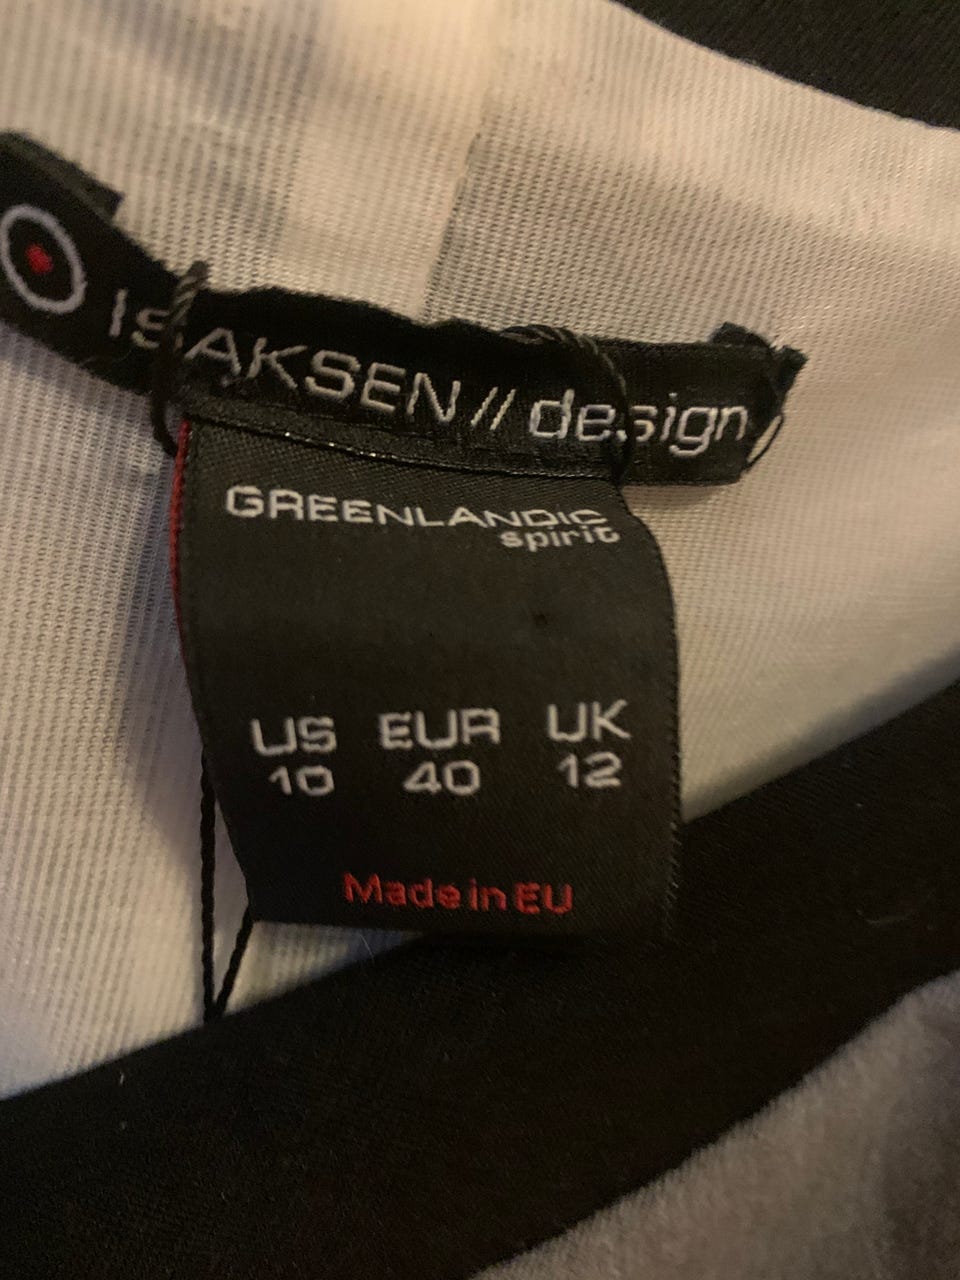 ISAKSEN // design
GREENLANDIC
spirit
US EUR UK
10 40 12
Made in EU